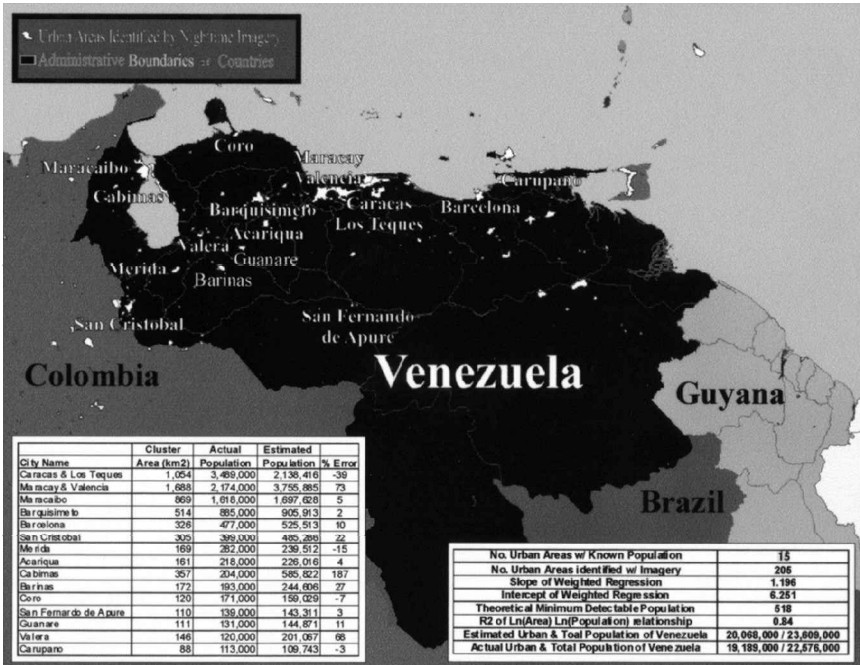 Urban Areas Identified by Nighttime Imagery
Administrative Boundaries or Countries
Coro
Maracay
Valencia
Maracaibo
Cabimas
Carupano
Barquisimeto
Caracas
Los Teques
Barcelona
Acariqua
Valera
Guanare
Merida
Barinas
San Cristobal
San Fernando
de Apure
Venezuela
Colombia
Guyana
Brazil
Cluster Actual Estimated
City Name Area (km2) Population Population % Error
Caracas & Los Teques 1,054 3,489,000 2,138,416 -39
Maracay & Valencia 1,688 2,174,000 3,755,885 73
Maracaibo 869 1,618,000 1,697,628 5
Barquisimeto 514 885,000 905,913 2
Barcelona 326 477,000 525,513 10
San Cristobal 305 399,000 485,286 22
Merida 169 282,000 239,512 -15
Acariqua 161 218,000 226,016 4
Cabimas 357 204,000 585,822 187
Barinas 172 193,000 244,606 27
Coro 120 171,000 159,029 -7
San Fernardo de Apure 110 139,000 143,311 3
Guanare 111 131,000 144,871 11
Valera 146 120,000 201,067 68
Carupano 88 113,000 109,743 -3
No. Urban Areas w/ Known Population 15
No. Urban Areas identified w/ Imagery 205
Slope of Weighted Regression 1.196
Intercept of Weighted Regression 6.251
Theoretical Minimum Detectable Population 518
R2 of Ln(Area) Ln(Population) relationship 0.84
Estimated Urban & Toal Population of Venezuela 20,068,000 / 23,609,000
Actual Urban & Total Population of Venezuela 19,189,000 / 22,576,000